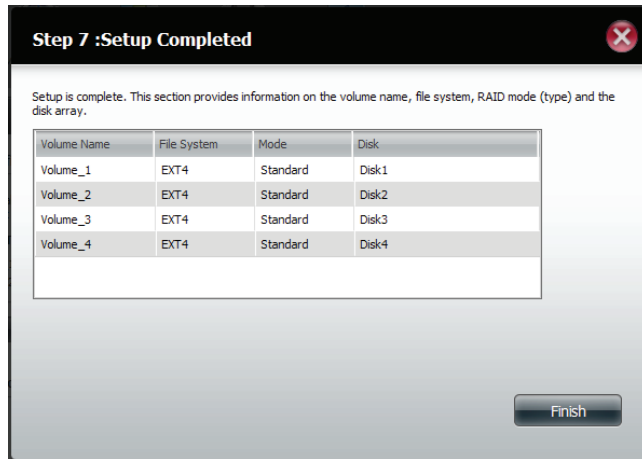 Step 7 :Setup Completed
Setup is complete. This section provides information on the volume name, file system, RAID mode (type) and the
disk array.
Volume Name File System Mode Disk
Volume_1 EXT4 Standard Disk1
Volume_2 EXT4 Standard Disk2
Volume_3 EXT4 Standard Disk3
Volume_4 EXT4 Standard Disk4
Finish